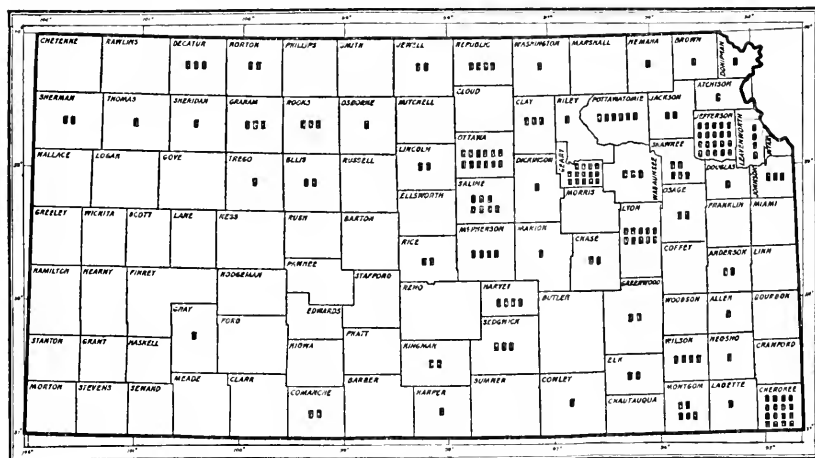 CHEYENNE RAWLINS DECATUR NORTON PHILLIPS SMITH JEWELL REPUBLIC WASHINGTON MARSHALL NEMAHA BROWN DONIPHAN
ATCHISON
SHERMAN THOMAS SHERIDAN GRAHAM ROOKS OSBORNE MITCHELL CLOUD CLAY RILEY POTTAWATOMIE JACKSON JEFFERSON LEAVENWORTH
OTTAWA
WALLACE LOGAN GOVE TREGO ELLIS RUSSELL LINCOLN DICKINSON GEARY WABAUNSEE SHAWNEE DOUGLAS JOHNSON
SALINE
ELLSWORTH MORRIS OSAGE
GREELEY WICHITA SCOTT LANE NESS RUSH BARTON RICE MCPHERSON MARION CHASE LYON FRANKLIN MIAMI
COFFEY ANDERSON LINN
HAMILTON KEARNY FINNEY HODGEMAN PAWNEE STAFFORD RENO HARVEY BUTLER GREENWOOD WOODSON ALLEN BOURBON
GRAY FORD EDWARDS SEDGWICK
STANTON GRANT HASKELL KIOWA PRATT KINGMAN ELK WILSON NEOSHO CRAWFORD
MORTON STEVENS SEWARD MEADE CLARK COMANCHE BARBER HARPER SUMNER COWLEY CHAUTAUQUA MONTGOM LABETTE CHEROKEE